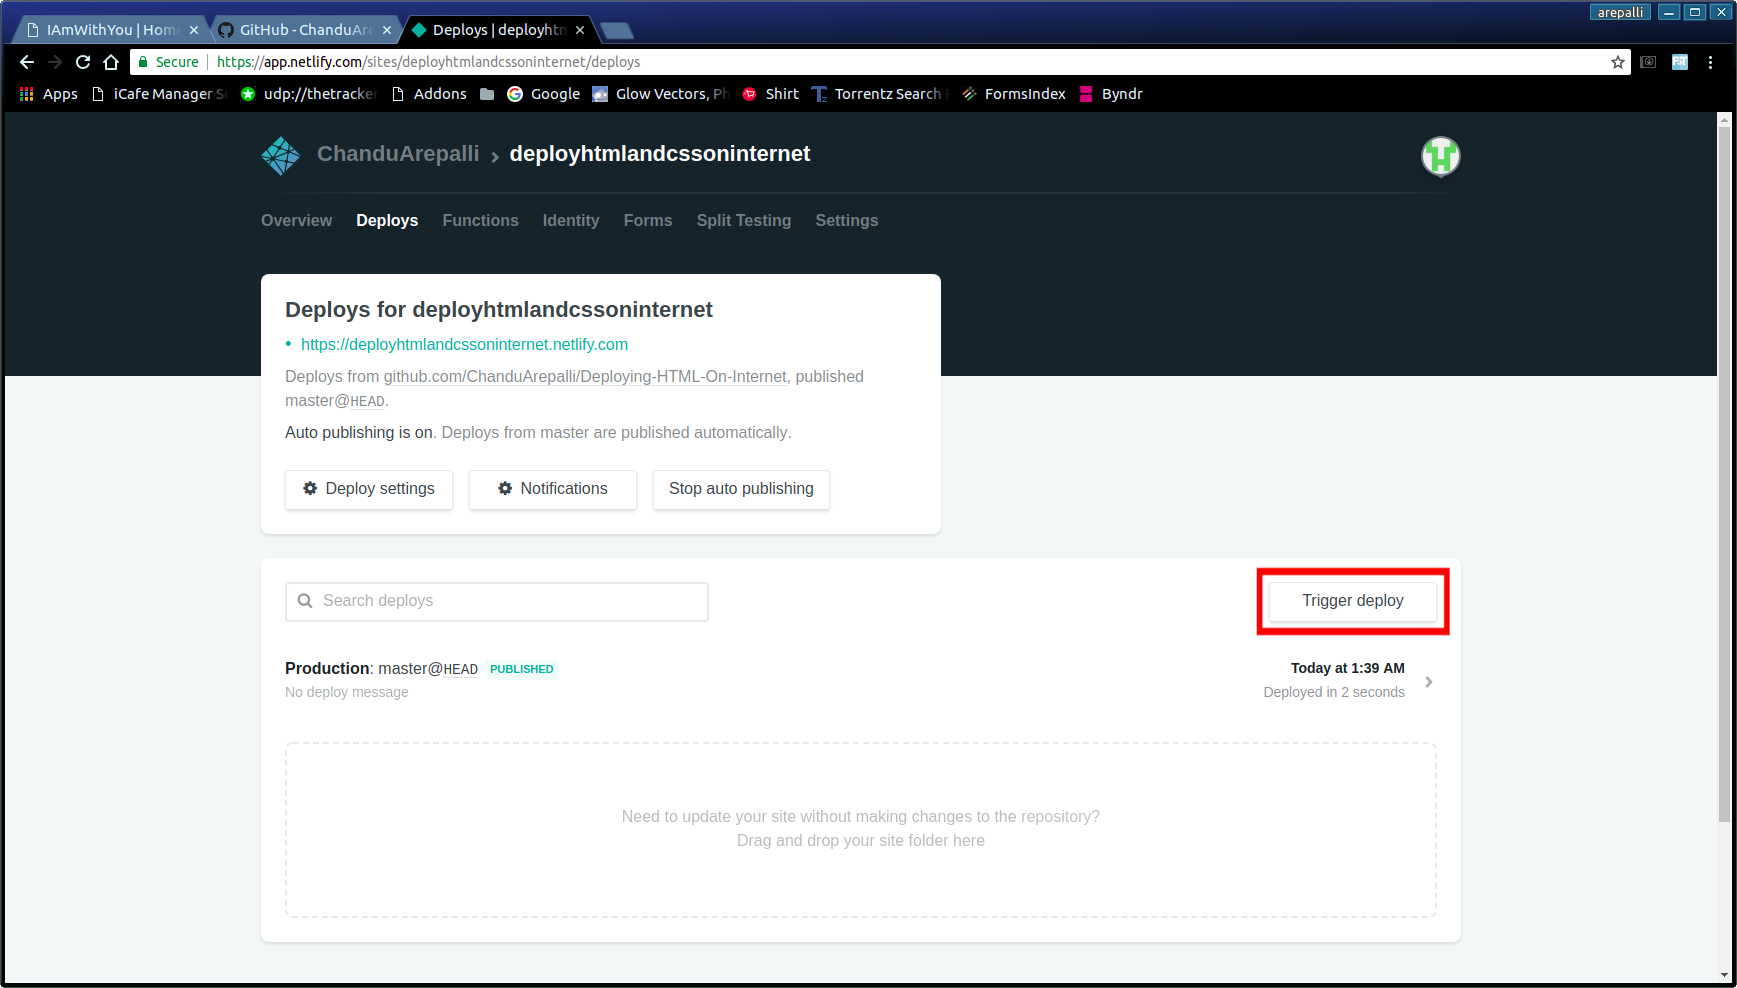 arepalli
IAmWithYou | Hom
GitHub - ChanduAre
Deploys | deployhtm
Secure
https://app.netlify.com/sites/deployhtmlandcssoninternet/deploys
Apps
iCafe Manager S
udp://thetracker
Addons
Google
Glow Vectors, Ph
Shirt
Torrentz Search
FormsIndex
Byndr
ChanduArepalli › deployhtmlandcssoninternet
Overview Deploys Functions Identity Forms Split Testing Settings
Deploys for deployhtmlandcssoninternet
• https://deployhtmlandcssoninternet.netlify.com
Deploys from github.com/ChanduArepalli/Deploying-HTML-On-Internet, published
master@HEAD.
Auto publishing is on. Deploys from master are published automatically.
Deploy settings
Notifications
Stop auto publishing
Search deploys
Trigger deploy
Production: master@HEAD PUBLISHED
Today at 1:39 AM
No deploy message
Deployed in 2 seconds
Need to update your site without making changes to the repository?
Drag and drop your site folder here